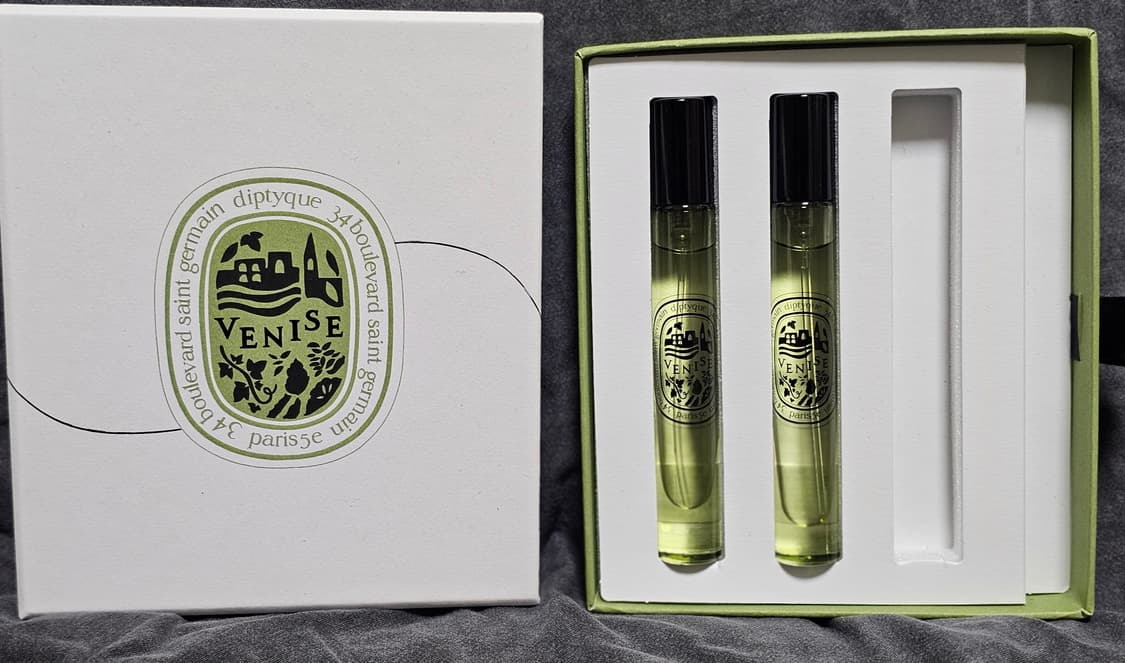 diptyque 34 boulevard saint germain paris5e 34 boulevard saint germain
VENISE
diptyque
VENISE
paris5e
diptyque
VENISE
paris5e